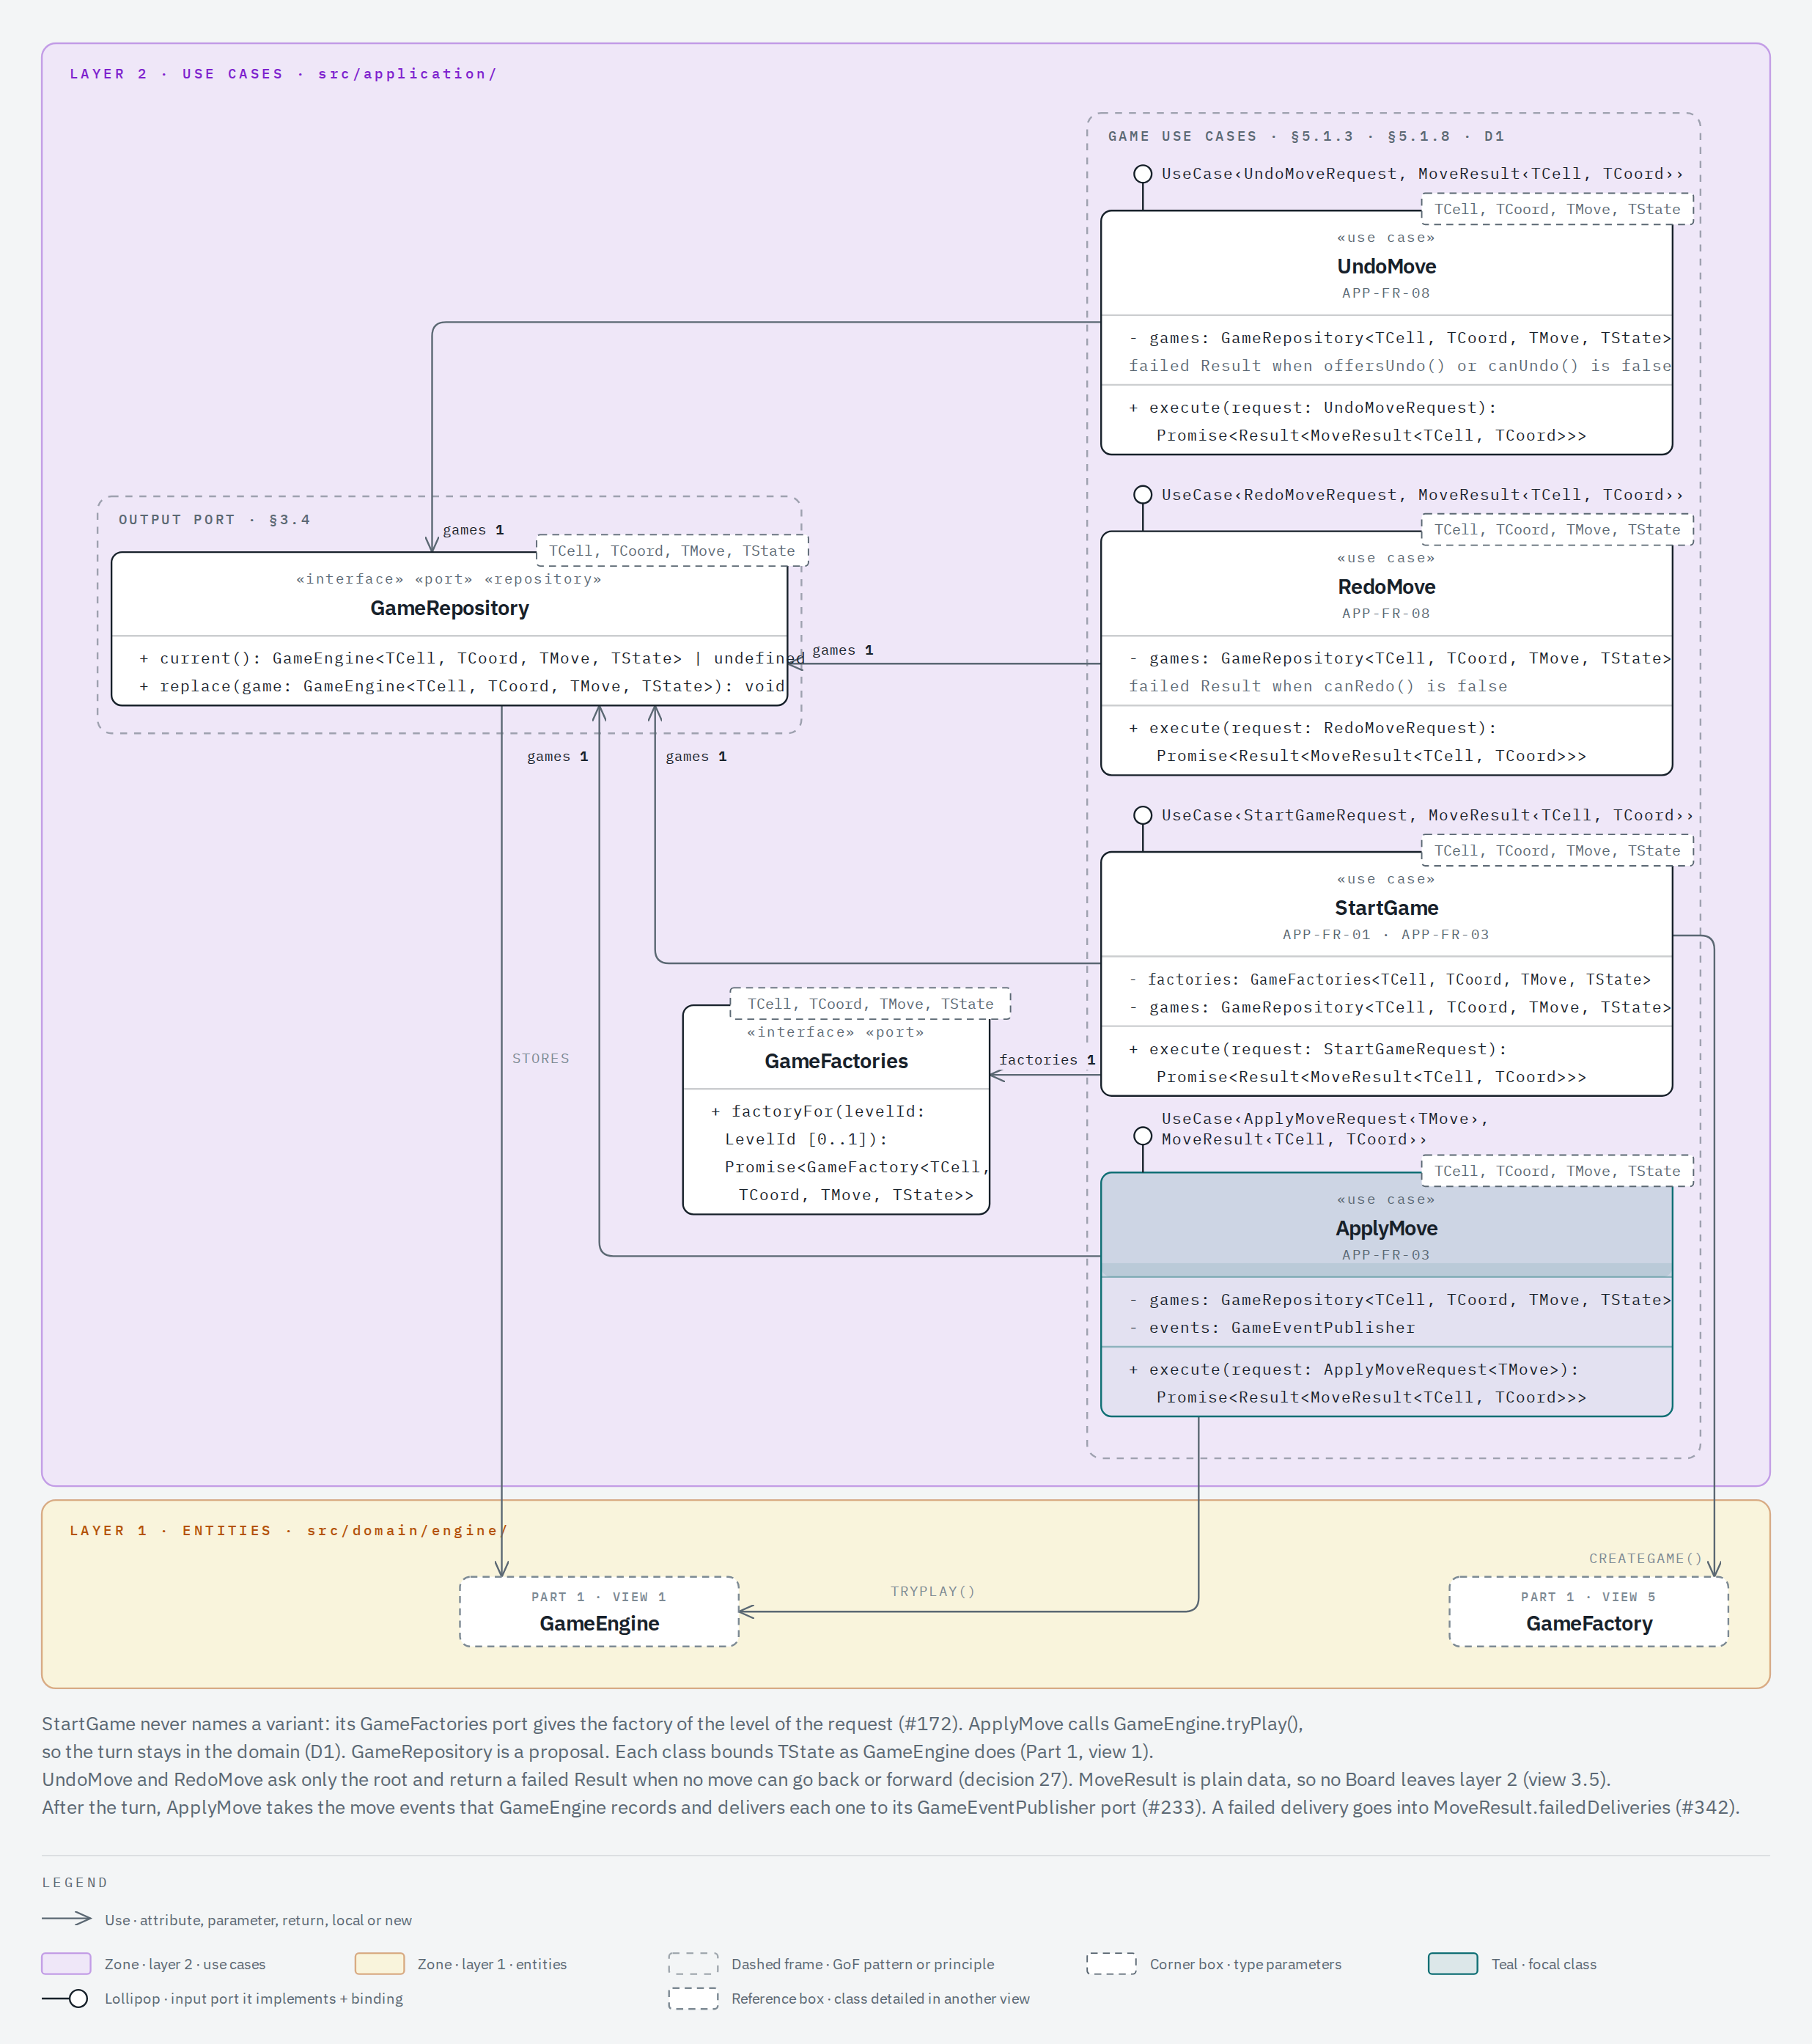 LAYER 2 · USE CASES · src/application/
GAME USE CASES · §5.1.3 · §5.1.8 · D1
UseCase‹UndoMoveRequest, MoveResult‹TCell, TCoord››
TCell, TCoord, TMove, TState
«use case»
UndoMove
APP-FR-08
- games: GameRepository<TCell, TCoord, TMove, TState>
failed Result when offersUndo() or canUndo() is false
+ execute(request: UndoMoveRequest):
Promise<Result<MoveResult<TCell, TCoord>>>
UseCase‹RedoMoveRequest, MoveResult‹TCell, TCoord››
TCell, TCoord, TMove, TState
«use case»
RedoMove
APP-FR-08
- games: GameRepository<TCell, TCoord, TMove, TState>
failed Result when canRedo() is false
+ execute(request: RedoMoveRequest):
Promise<Result<MoveResult<TCell, TCoord>>>
OUTPUT PORT · §3.4
games 1
TCell, TCoord, TMove, TState
«interface» «port» «repository»
GameRepository
+ current(): GameEngine<TCell, TCoord, TMove, TState> | undefined
+ replace(game: GameEngine<TCell, TCoord, TMove, TState>): void
games 1
games 1
games 1
UseCase‹StartGameRequest, MoveResult‹TCell, TCoord››
TCell, TCoord, TMove, TState
«use case»
StartGame
APP-FR-01 · APP-FR-03
- factories: GameFactories<TCell, TCoord, TMove, TState>
- games: GameRepository<TCell, TCoord, TMove, TState>
+ execute(request: StartGameRequest):
Promise<Result<MoveResult<TCell, TCoord>>>
STORES
TCell, TCoord, TMove, TState
«interface» «port»
GameFactories
+ factoryFor(levelId:
LevelId [0..1]):
Promise<GameFactory<TCell,
TCoord, TMove, TState>>
factories 1
UseCase‹ApplyMoveRequest‹TMove›,
MoveResult‹TCell, TCoord››
TCell, TCoord, TMove, TState
«use case»
ApplyMove
APP-FR-03
- games: GameRepository<TCell, TCoord, TMove, TState>
- events: GameEventPublisher
+ execute(request: ApplyMoveRequest<TMove>):
Promise<Result<MoveResult<TCell, TCoord>>>
LAYER 1 · ENTITIES · src/domain/engine/
CREATEGAME()
TRYPLAY()
PART 1 · VIEW 1
GameEngine
PART 1 · VIEW 5
GameFactory
StartGame never names a variant: its GameFactories port gives the factory of the level of the request (#172). ApplyMove calls GameEngine.tryPlay(),
so the turn stays in the domain (D1). GameRepository is a proposal. Each class bounds TState as GameEngine does (Part 1, view 1).
UndoMove and RedoMove ask only the root and return a failed Result when no move can go back or forward (decision 27). MoveResult is plain data, so no Board leaves layer 2 (view 3.5).
After the turn, ApplyMove takes the move events that GameEngine records and delivers each one to its GameEventPublisher port (#233). A failed delivery goes into MoveResult.failedDeliveries (#342).
LEGEND
Use · attribute, parameter, return, local or new
Zone · layer 2 · use cases
Zone · layer 1 · entities
Dashed frame · GoF pattern or principle
Corner box · type parameters
Teal · focal class
Lollipop · input port it implements + binding
Reference box · class detailed in another view